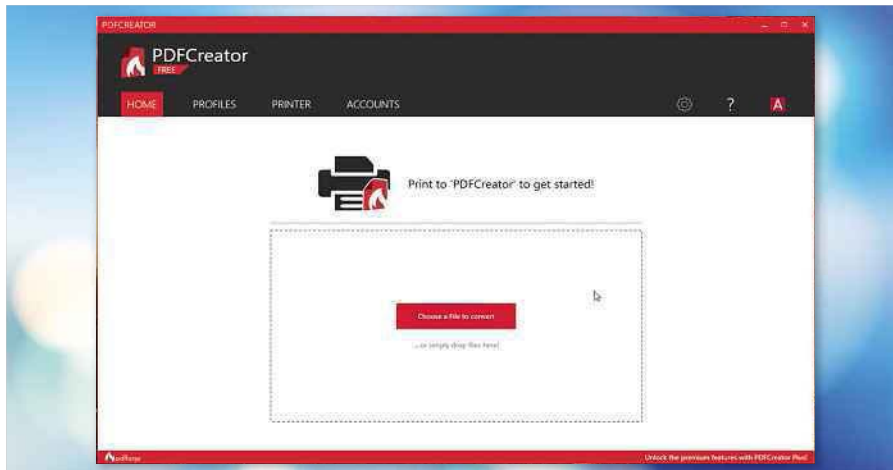 PDFCREATOR
PDFCreator
FREE
HOME PROFILES PRINTER ACCOUNTS ? A
Print to 'PDFCreator' to get started!
Choose a file to convert
...or simply drop files here!
pdfforge
Unlock the premium features with PDFCreator Plus!